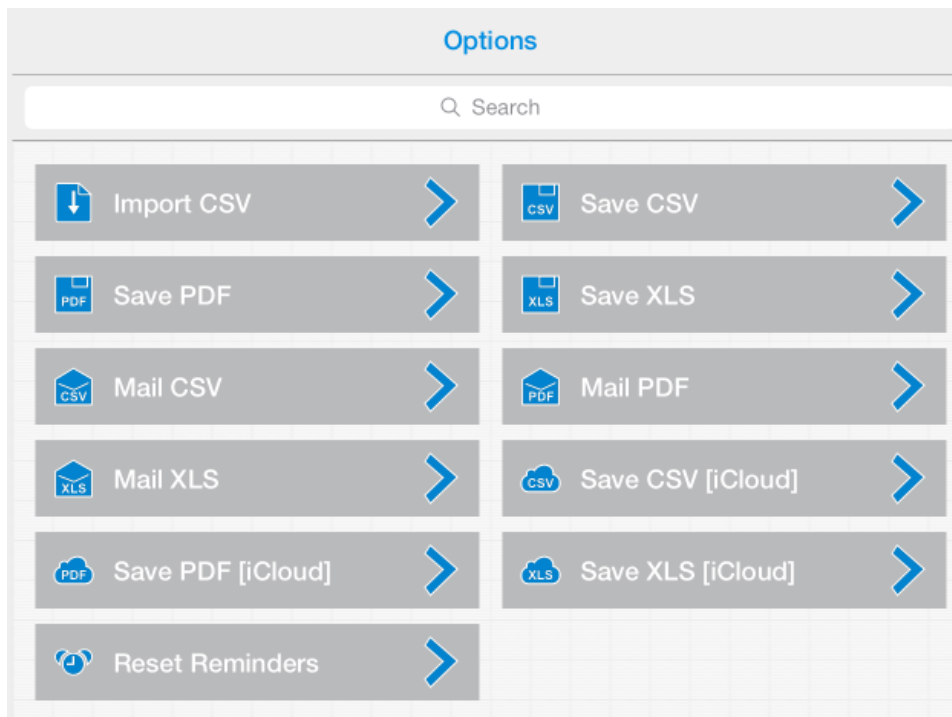 Options
Search
Import CSV
CSV Save CSV
PDF Save PDF
XLS Save XLS
CSV Mail CSV
PDF Mail PDF
XLS Mail XLS
CSV Save CSV [iCloud]
PDF Save PDF [iCloud]
XLS Save XLS [iCloud]
Reset Reminders